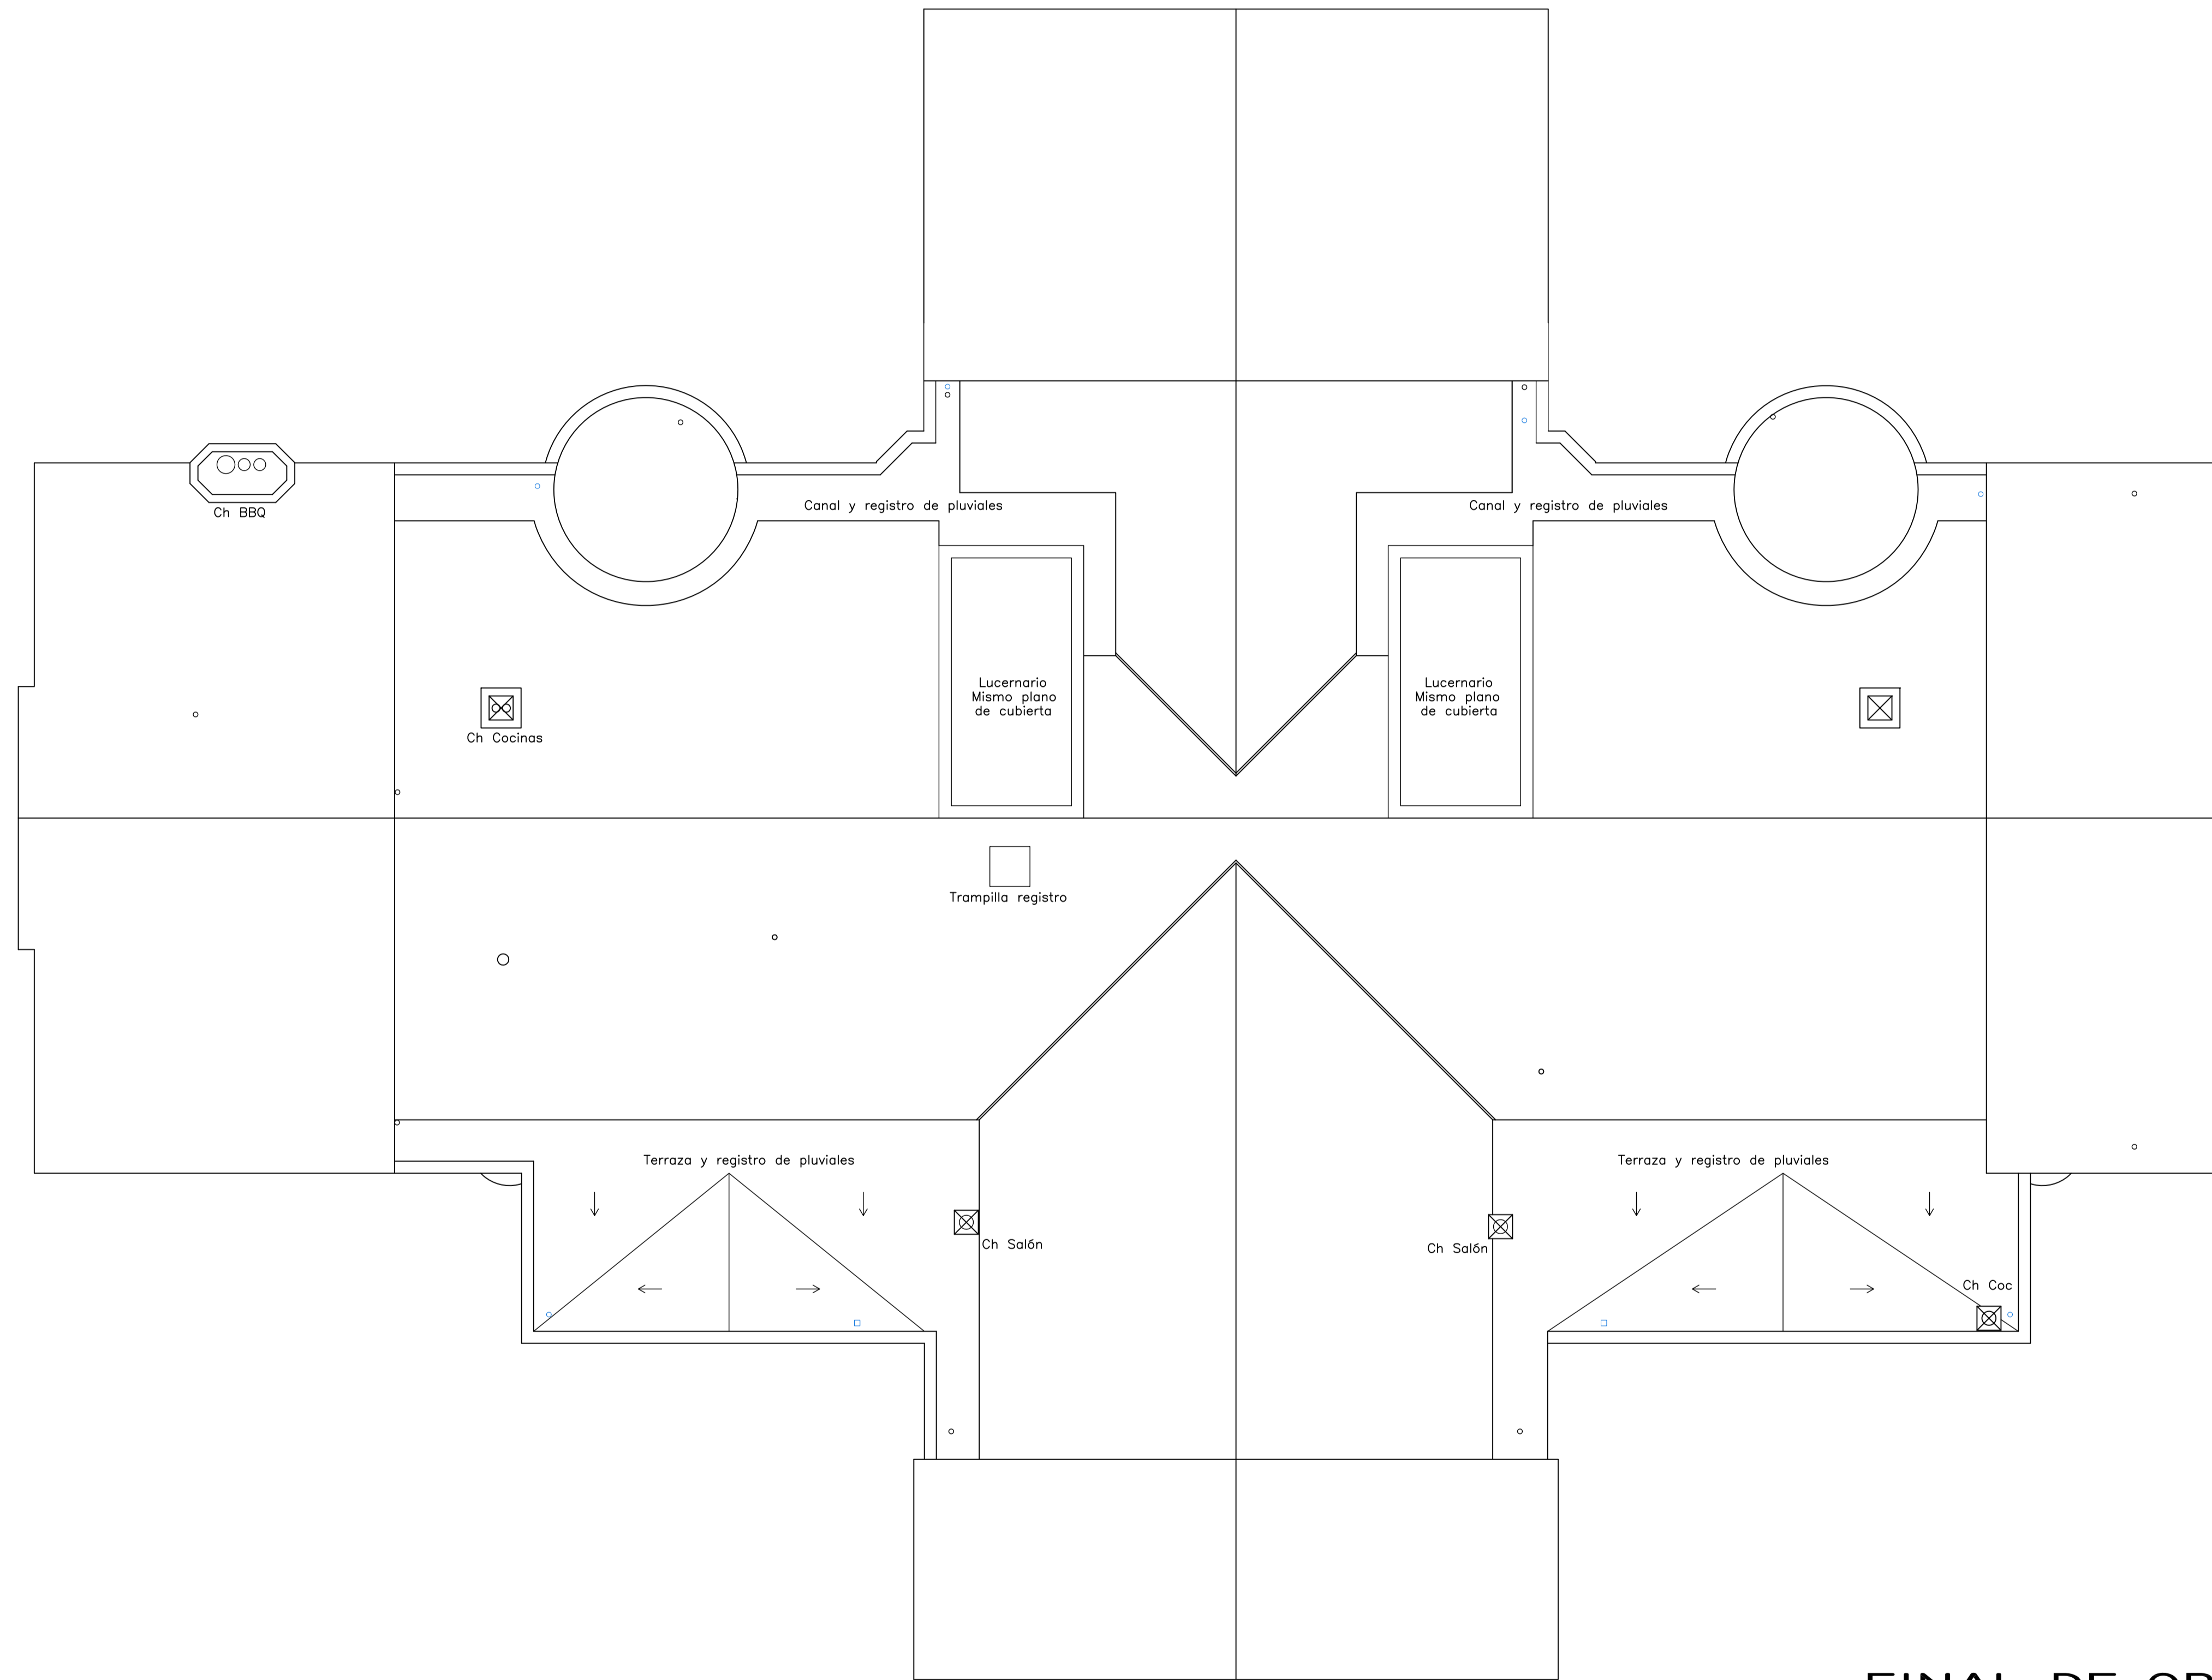 Ch BBQ
Canal y registro de pluviales
Canal y registro de pluviales
Lucernario
Mismo plano
de cubierta
Lucernario
Mismo plano
de cubierta
Ch Cocinas
Trampilla registro
Terraza y registro de pluviales
Terraza y registro de pluviales
Ch Salón
Ch Salón
Ch Coc
FINAL DE